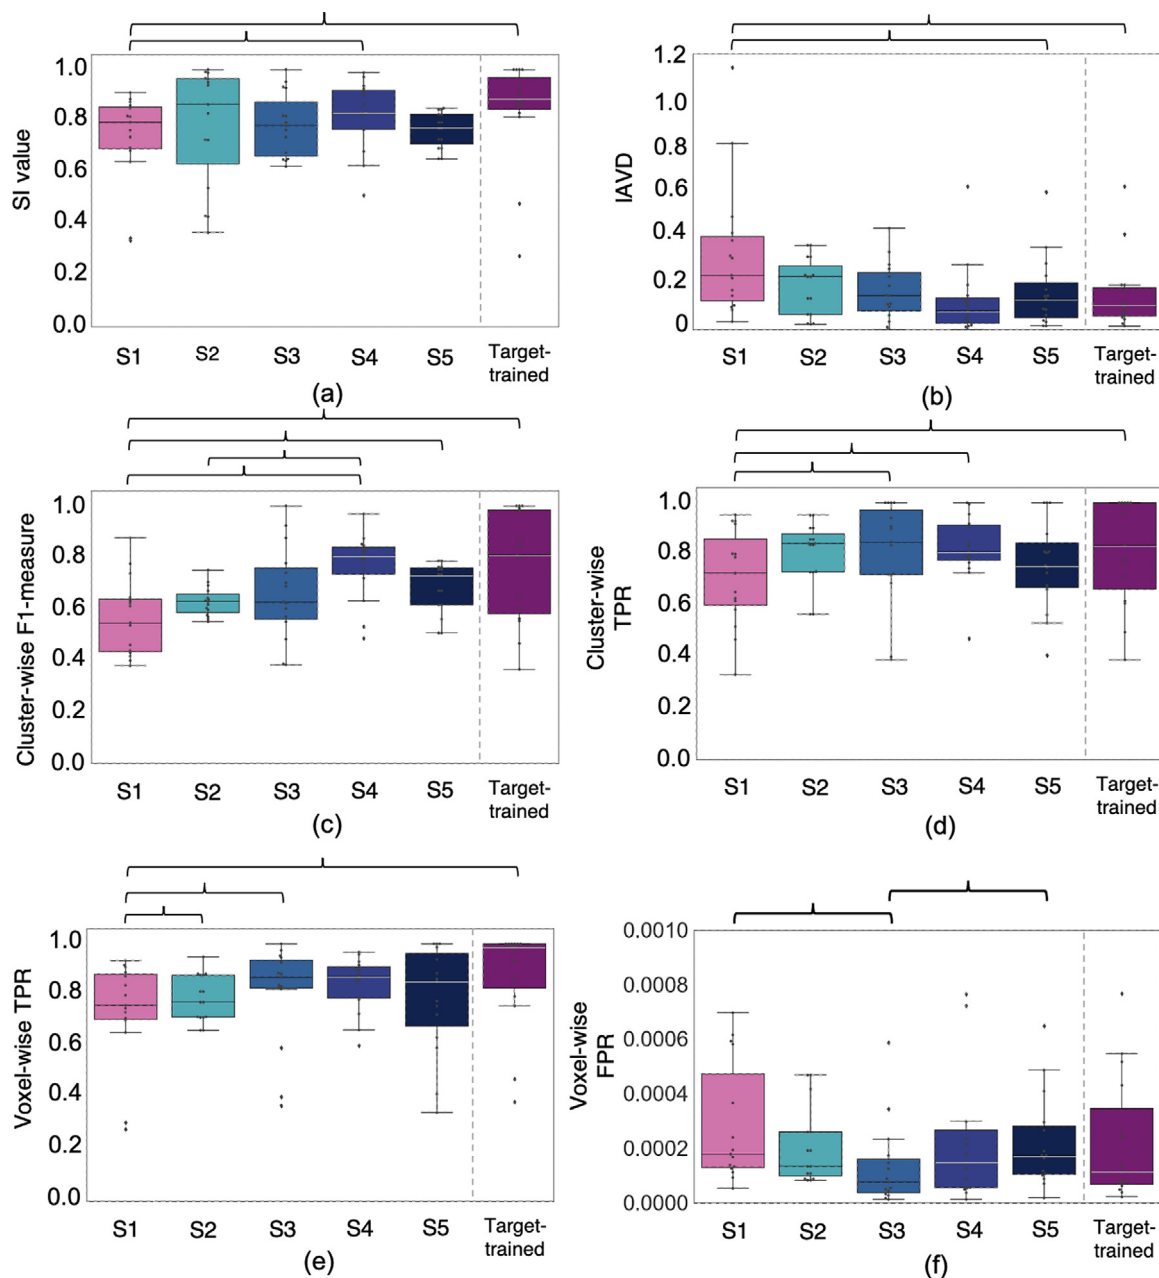 SI value
1.0
0.8
0.6
0.4
0.2
0.0
S1 S2 S3 S4 S5 Target-
trained
(a)
IAVD
1.2
1.0
0.8
0.6
0.4
0.2
0
S1 S2 S3 S4 S5 Target-
trained
(b)
Cluster-wise F1-measure
1.0
0.8
0.6
0.4
0.2
0.0
S1 S2 S3 S4 S5 Target-
trained
(c)
Cluster-wise
TPR
1.0
0.8
0.6
0.4
0.2
0.0
S1 S2 S3 S4 S5 Target-
trained
(d)
Voxel-wise TPR
1.0
0.8
0.6
0.4
0.2
0.0
S1 S2 S3 S4 S5 Target-
trained
(e)
Voxel-wise
FPR
0.0010
0.0008
0.0006
0.0004
0.0002
0.0000
S1 S2 S3 S4 S5 Target-
trained
(f)